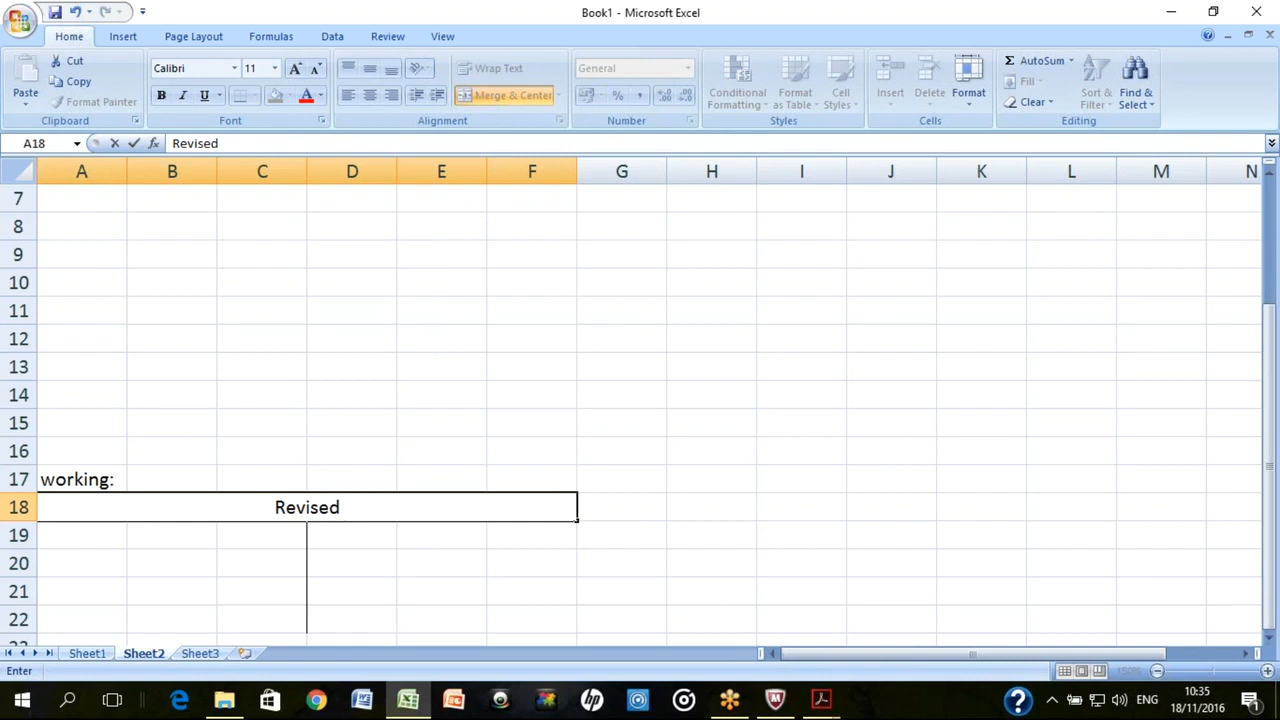 Book1 - Microsoft Excel
Home Insert Page Layout Formulas Data Review View
Paste Cut Copy Format Painter Clipboard
Calibri 11 B I U A A A Font
Wrap Text Merge & Center Alignment
General % , Number
Conditional Formatting Format as Table Cell Styles Styles
Insert Delete Format Cells
Σ AutoSum Fill Clear Sort & Filter Find & Select Editing
A18 fx Revised
A B C D E F G H I J K L M N
7
8
9
10
11
12
13
14
15
16
17 working:
18 Revised
19
20
21
22
Sheet1 Sheet2 Sheet3
Enter
ENG 10:35
18/11/2016